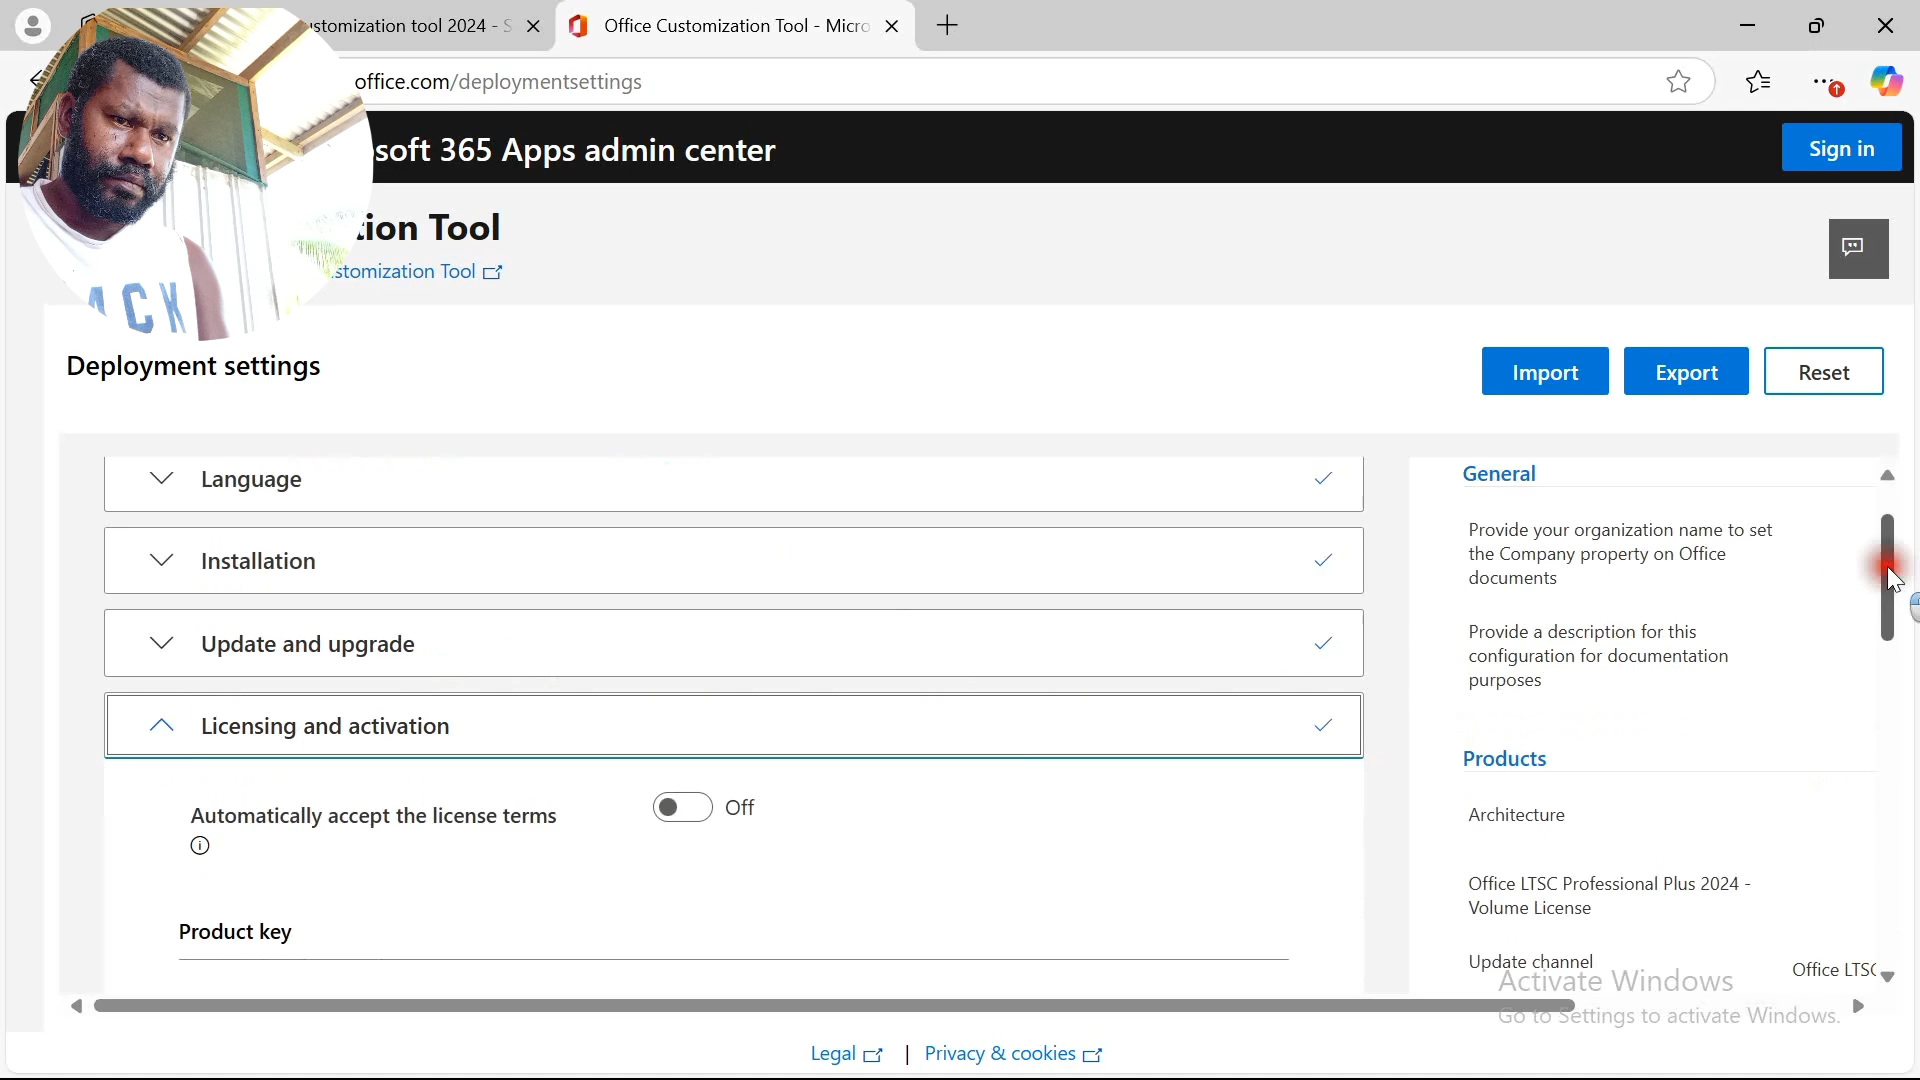 ustomization tool 2024 - S
Office Customization Tool - Micro
office.com/deploymentsettings
soft 365 Apps admin center
Sign in
tion Tool
stomization Tool
ACK
Deployment settings
Import
Export
Reset
Language
Installation
Update and upgrade
Licensing and activation
Automatically accept the license terms
Off
Product key
General
Provide your organization name to set
the Company property on Office
documents
Provide a description for this
configuration for documentation
purposes
Products
Architecture
Office LTSC Professional Plus 2024 -
Volume License
Update channel
Office LTSC
Activate Windows
Go to Settings to activate Windows.
Legal | Privacy & cookies